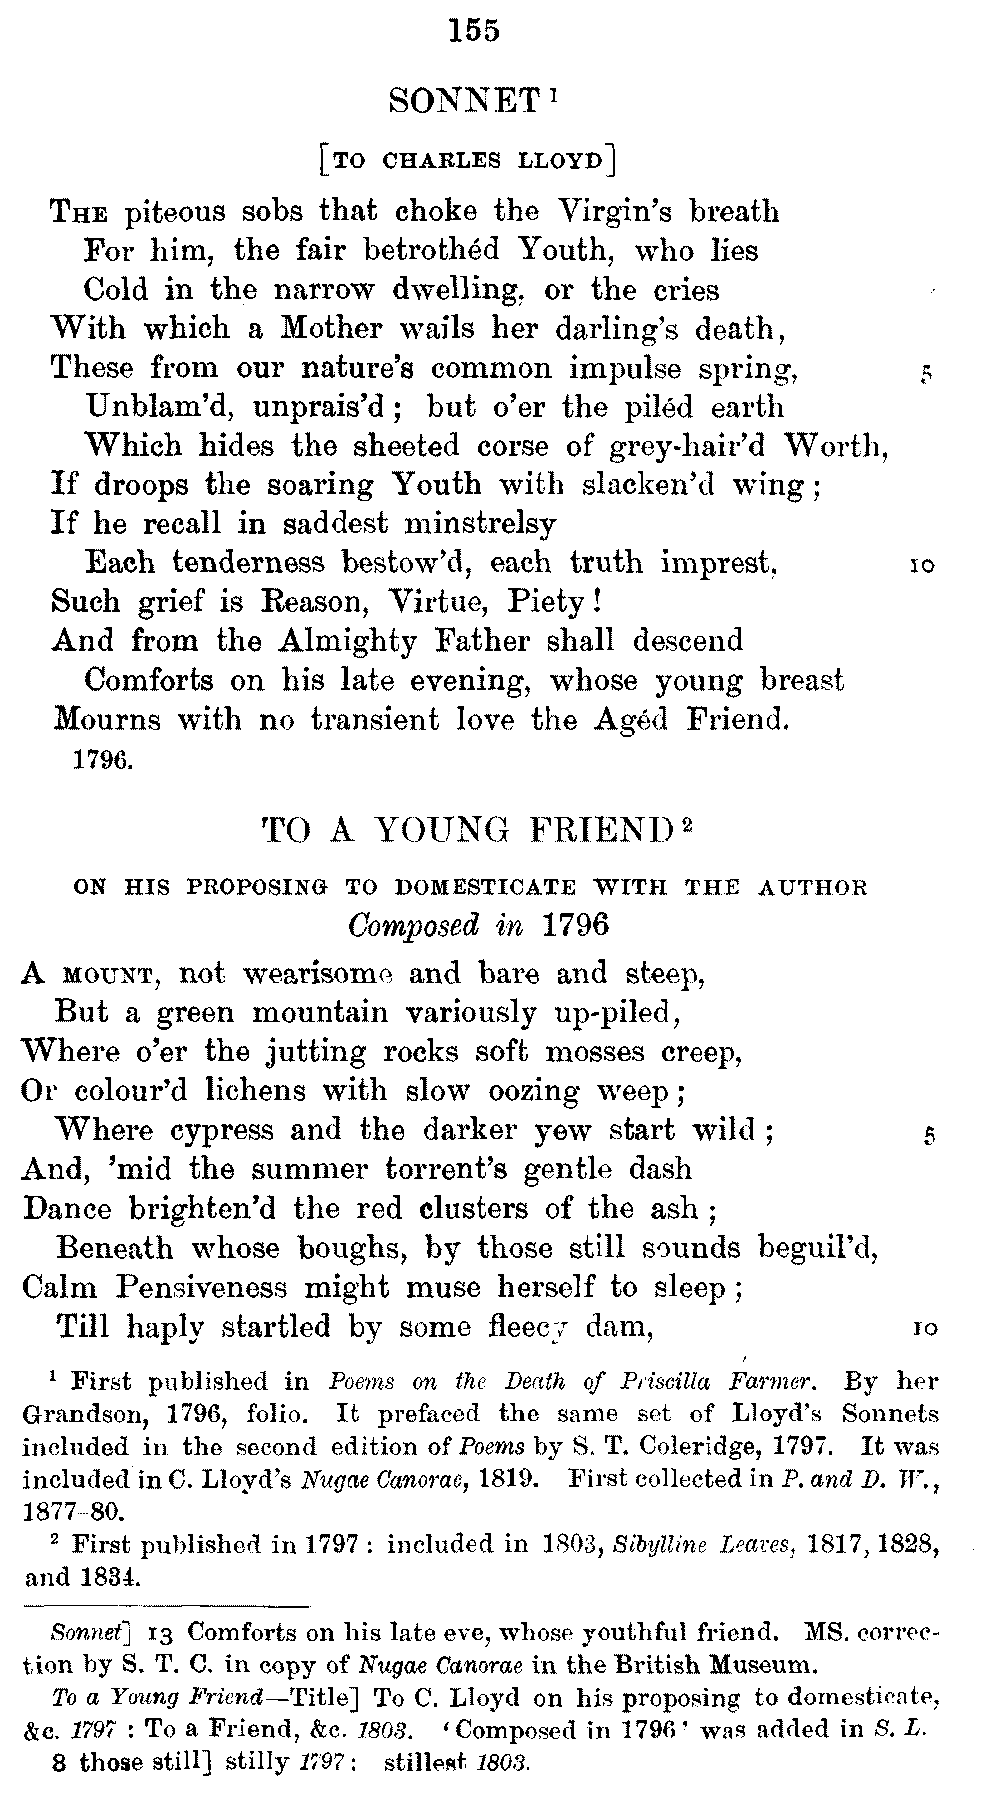 155
SONNET ¹
[TO CHARLES LLOYD]
THE piteous sobs that choke the Virgin's breath
For him, the fair betrothéd Youth, who lies
Cold in the narrow dwelling, or the cries
With which a Mother wails her darling's death,
These from our nature's common impulse spring, 5
Unblam'd, unprais'd ; but o'er the piléd earth
Which hides the sheeted corse of grey-hair'd Worth,
If droops the soaring Youth with slacken'd wing ;
If he recall in saddest minstrelsy
Each tenderness bestow'd, each truth imprest, 10
Such grief is Reason, Virtue, Piety !
And from the Almighty Father shall descend
Comforts on his late evening, whose young breast
Mourns with no transient love the Agéd Friend.
1796.
TO A YOUNG FRIEND ²
ON HIS PROPOSING TO DOMESTICATE WITH THE AUTHOR
Composed in 1796
A MOUNT, not wearisome and bare and steep,
But a green mountain variously up-piled,
Where o'er the jutting rocks soft mosses creep,
Or colour'd lichens with slow oozing weep ;
Where cypress and the darker yew start wild ; 5
And, 'mid the summer torrent's gentle dash
Dance brighten'd the red clusters of the ash ;
Beneath whose boughs, by those still sounds beguil'd,
Calm Pensiveness might muse herself to sleep ;
Till haply startled by some fleecy dam, 10
¹ First published in Poems on the Death of Priscilla Farmer. By her
Grandson, 1796, folio. It prefaced the same set of Lloyd's Sonnets
included in the second edition of Poems by S. T. Coleridge, 1797. It was
included in C. Lloyd's Nugae Canorae, 1819. First collected in P. and D. W.,
1877-80.
² First published in 1797 : included in 1803, Sibylline Leaves, 1817, 1828,
and 1834.
Sonnet] 13 Comforts on his late eve, whose youthful friend. MS. correc-
tion by S. T. C. in copy of Nugae Canorae in the British Museum.
To a Young Friend—Title] To C. Lloyd on his proposing to domesticate,
&c. 1797 : To a Friend, &c. 1803. 'Composed in 1796' was added in S. L.
8 those still] stilly 1797 : stillest 1803.